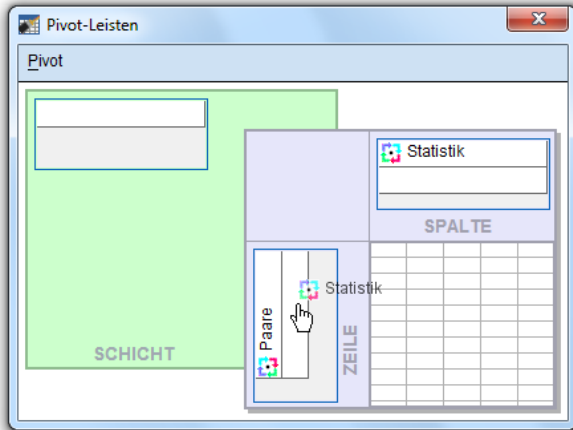 Pivot-Leisten
Pivot
Statistik
SPALTE
Statistik
Paare
ZEILE
SCHICHT